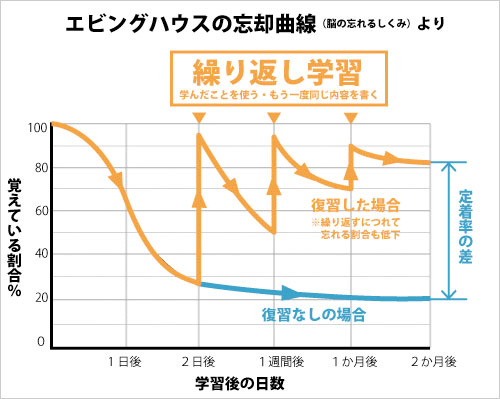 エビングハウスの忘却曲線（脳の忘れるしくみ）より
繰り返し学習
学んだことを使う・もう一度同じ内容を書く
100
80
60
40
20
0
覚えている割合%
復習した場合
※繰り返すにつれて
忘れる割合も低下
定着率の差
復習なしの場合
1日後
2日後
1週間後
1か月後
2か月後
学習後の日数